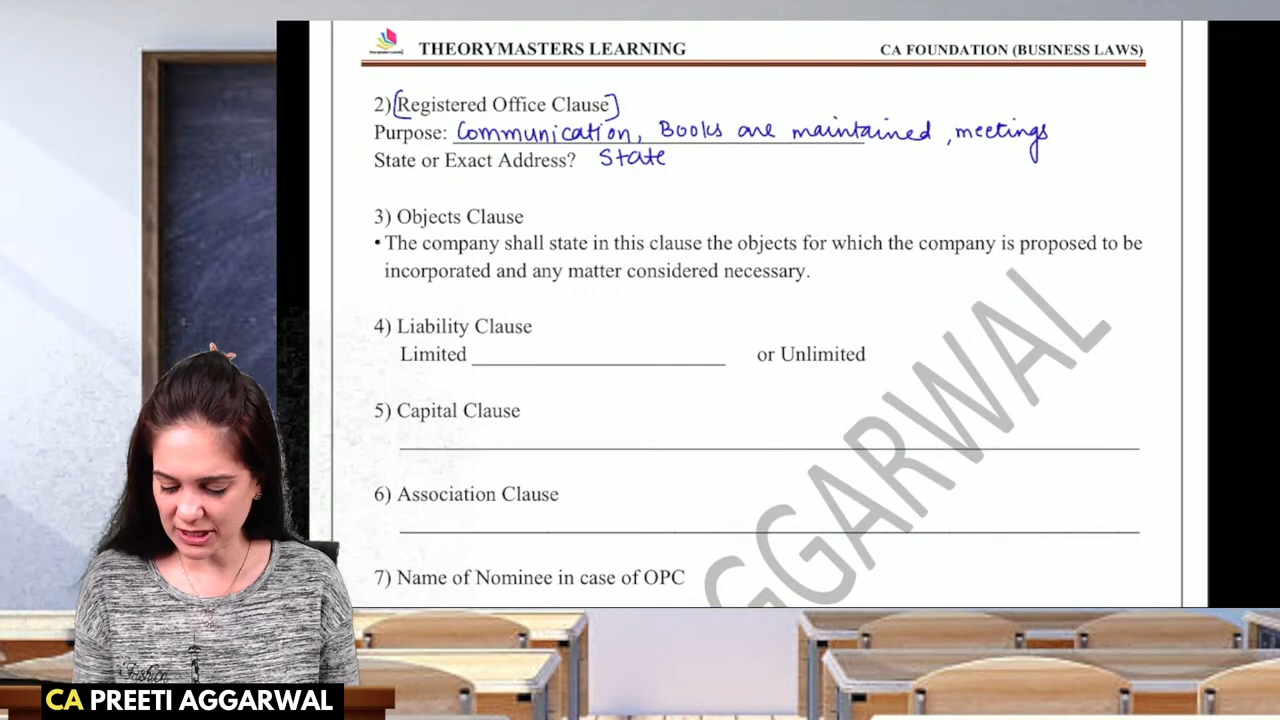 THEORYMASTERS LEARNING
CA FOUNDATION (BUSINESS LAWS)
2) [Registered Office Clause]
Purpose: Communication, Books are maintained, meetings
State or Exact Address? State
3) Objects Clause
• The company shall state in this clause the objects for which the company is proposed to be
incorporated and any matter considered necessary.
4) Liability Clause
Limited or Unlimited
5) Capital Clause
6) Association Clause
7) Name of Nominee in case of OPC
GGARWAL
CA PREETI AGGARWAL